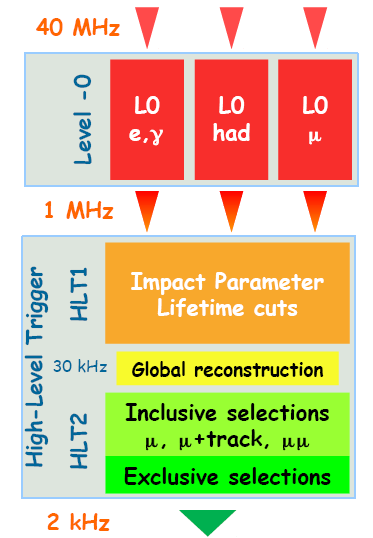 40 MHz
Level -0
L0
e,γ
L0
had
L0
μ
1 MHz
High-Level Trigger
HLT1
Impact Parameter
Lifetime cuts
30 kHz
Global reconstruction
HLT2
Inclusive selections
μ, μ+track, μμ
Exclusive selections
2 kHz